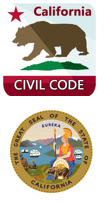 California
CIVIL CODE
THE GREAT SEAL OF THE STATE OF CALIFORNIA
EUREKA